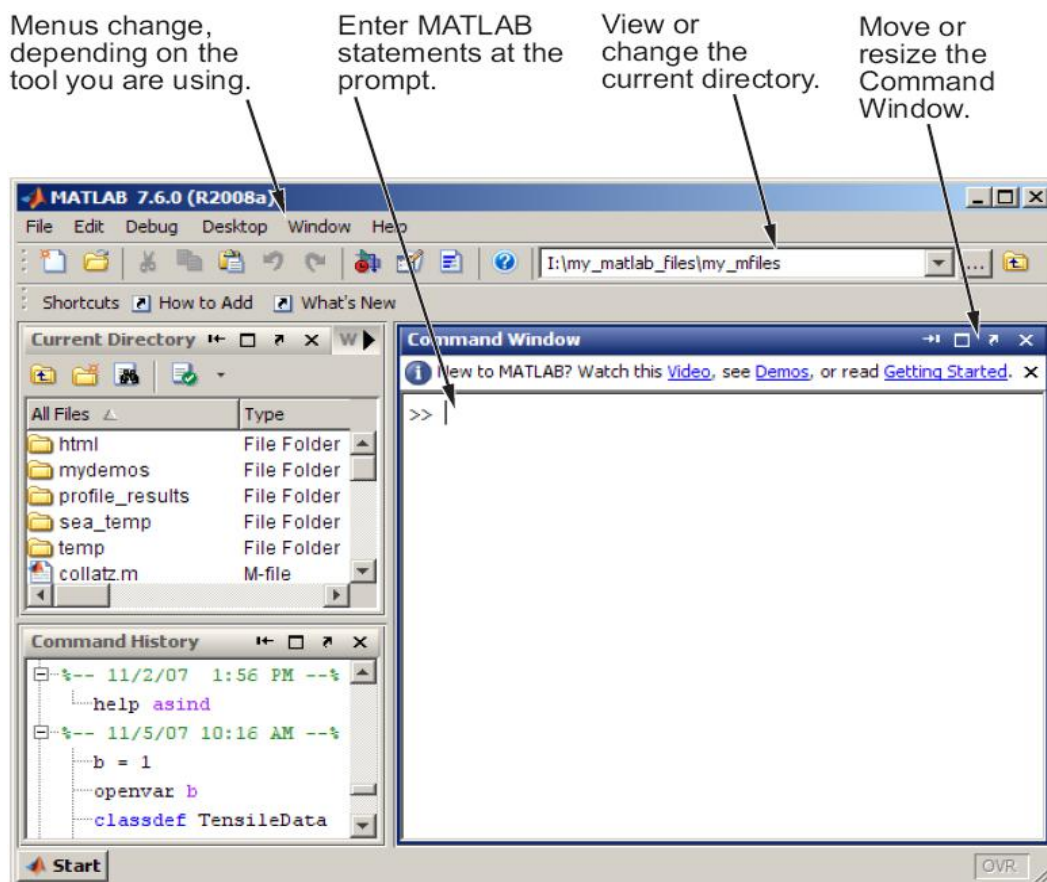 Menus change,
depending on the
tool you are using.
Enter MATLAB
statements at the
prompt.
View or
change the
current directory.
Move or
resize the
Command
Window.
MATLAB 7.6.0 (R2008a)
File Edit Debug Desktop Window Help
I:\my_matlab_files\my_mfiles
...
Shortcuts How to Add What's New
Current Directory
W
All Files Type
html File Folder
mydemos File Folder
profile_results File Folder
sea_temp File Folder
temp File Folder
collatz.m M-file
Command History
%-- 11/2/07 1:56 PM --%
help asind
%-- 11/5/07 10:16 AM --%
b = 1
openvar b
classdef TensileData
Command Window
New to MATLAB? Watch this Video, see Demos, or read Getting Started.
>>
Start
OVR